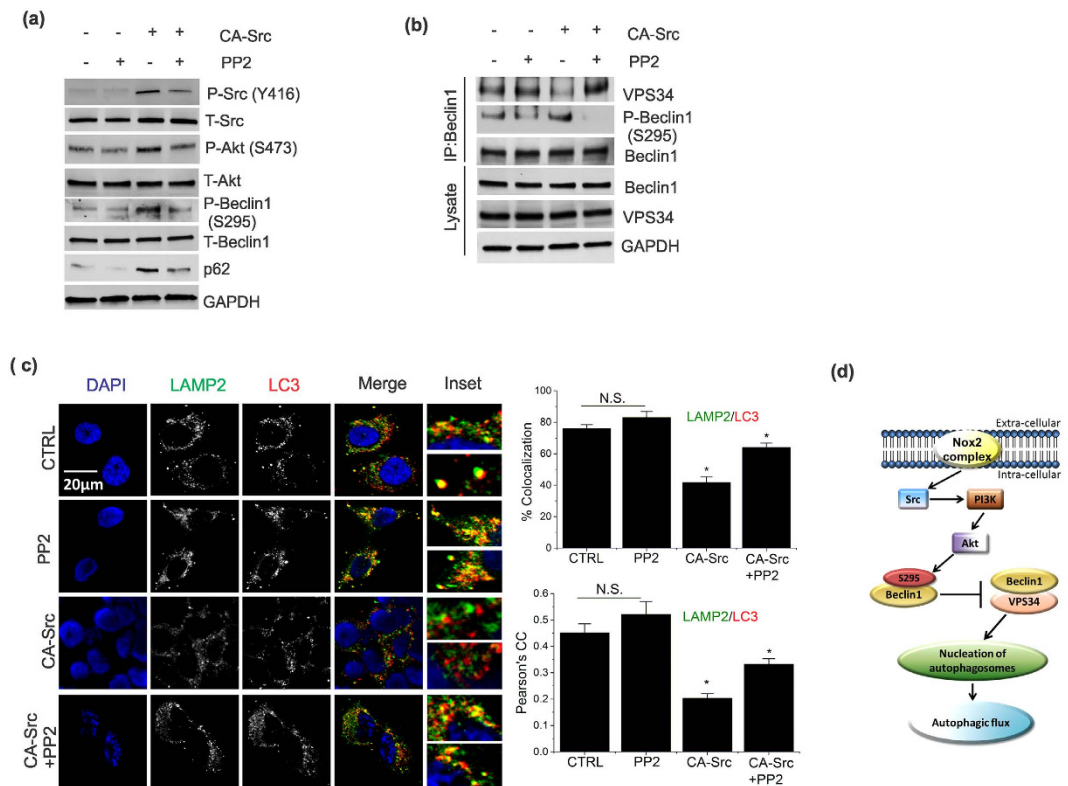 (a)
- - + + CA-Src
- + - + PP2
P-Src (Y416)
T-Src
P-Akt (S473)
T-Akt
P-Beclin1
(S295)
T-Beclin1
p62
GAPDH
(b)
- - + + CA-Src
- + - + PP2
IP:Beclin1
VPS34
P-Beclin1
(S295)
Beclin1
Lysate
Beclin1
VPS34
GAPDH
( c )
DAPI LAMP2 LC3 Merge Inset
CTRL
20µm
PP2
CA-Src
CA-Src
+PP2
% Colocalization
100
80
60
40
20
0
N.S.
LAMP2/LC3
*
*
CTRL PP2 CA-Src CA-Src
+PP2
Pearson's CC
0.6
0.5
0.4
0.3
0.2
0.1
0.0
N.S.
LAMP2/LC3
*
*
CTRL PP2 CA-Src CA-Src
+PP2
(d)
Extra-cellular
Nox2
complex
Intra-cellular
Src PI3K
Akt
S295
Beclin1
Beclin1
VPS34
Nucleation of
autophagosomes
Autophagic flux